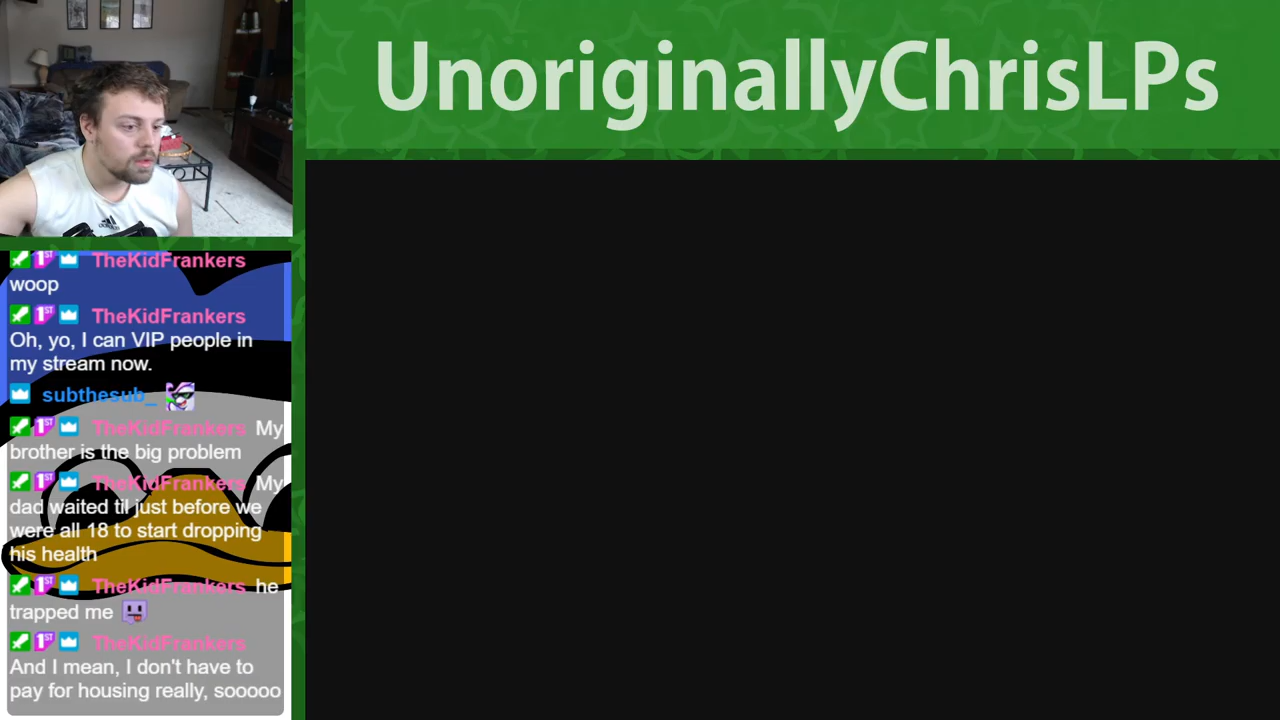 UnoriginallyChrisLPs
TheKidFrankers
woop
TheKidFrankers
Oh, yo, I can VIP people in
my stream now.
subthesub_
TheKidFrankers My
brother is the big problem
TheKidFrankers My
dad waited til just before we
were all 18 to start dropping
his health
TheKidFrankers he
trapped me
TheKidFrankers
And I mean, I don't have to
pay for housing really, sooooo